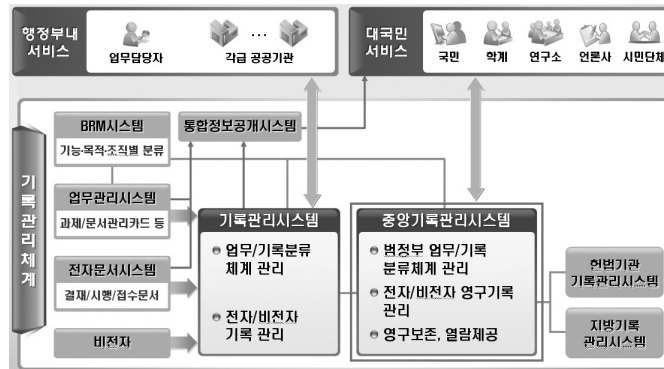 행정부내
서비스
업무담당자
...
각급 공공기관
대국민
서비스
국민
학계
연구소
언론사
시민단체
기록관리체계
BRM시스템
기능·목적·조직별 분류
통합정보공개시스템
업무관리시스템
과제/문서관리카드 등
전자문서시스템
결재/시행/접수문서
비전자
기록관리시스템
업무/기록분류
체계 관리
전자/비전자
기록 관리
중앙기록관리시스템
범정부 업무/기록
분류체계 관리
전자/비전자 영구기록
관리
영구보존, 열람제공
헌법기관
기록관리시스템
지방기록
관리시스템